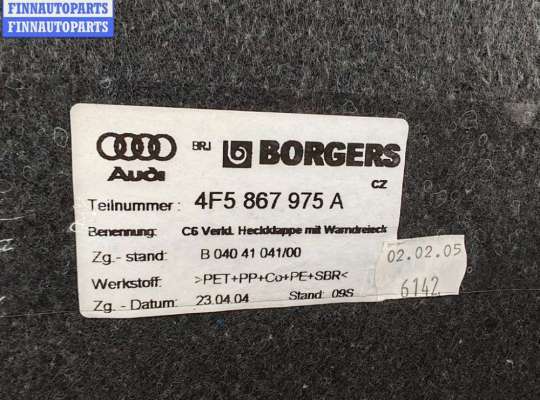 FINNAUTOPARTS
FINNAUTOPARTS
Audi
BRJ
BORGERS
CZ
Teilnummer : 4F5 867 975 A
Benennung: C6 Verkl. Heckklappe mit Warndreieck
Zg.- stand: B 040 41 041/00
Werkstoff: >PET+PP+Co+PE+SBR<
Zg. - Datum: 23.04.04 Stand: 09S
02.02.05
6142